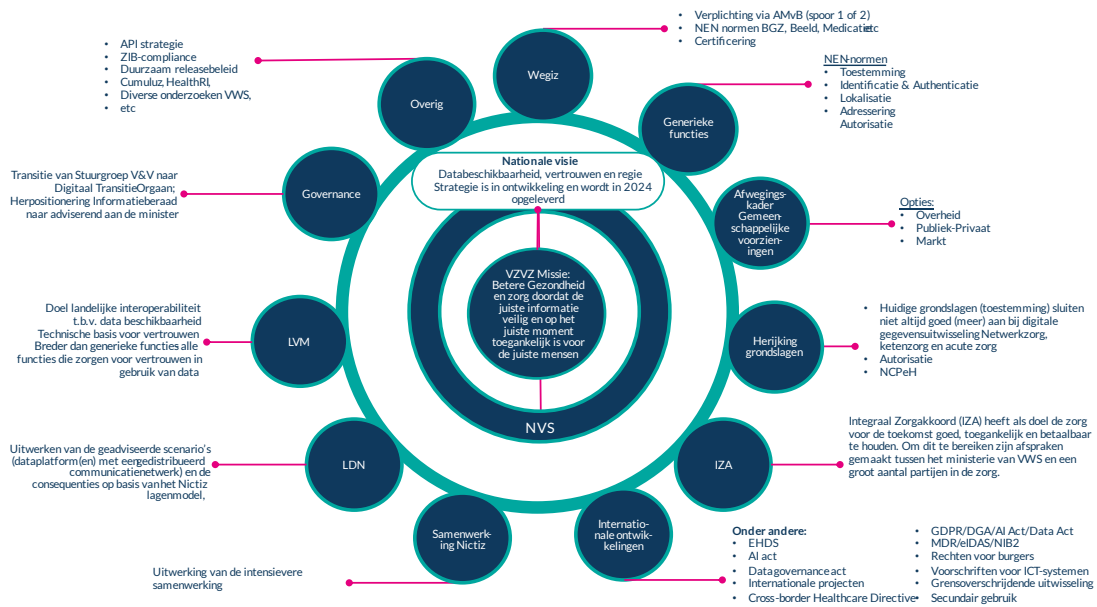 • Verplichting via AMvB (spoor 1 of 2)
• NEN normen BGZ, Beeld, Medicatie etc
• Certificering
Wegiz
• API strategie
• ZIB-compliance
• Duurzaam releasebeleid
• Cumuluz, HealthRI,
• Diverse onderzoeken VWS,
• etc
Overig
NEN-normen
• Toestemming
• Identificatie & Authenticatie
• Lokalisatie
• Adressering
Autorisatie
Generieke
functies
Nationale visie
Databeschikbaarheid, vertrouwen en regie
Strategie is in ontwikkeling en wordt in 2024
opgeleverd
Transitie van Stuurgroep V&V naar
Digitaal TransitieOrgaan;
Herpositionering Informatieberaad
naar adviserend aan de minister
Governance
Afwegings-
kader
Gemeen-
schappelijke
voorzien-
ingen
Opties:
• Overheid
• Publiek-Privaat
• Markt
VZVZ Missie:
Betere Gezondheid
en zorg doordat de
juiste informatie
veilig en op het
juiste moment
toegankelijk is voor
de juiste mensen
NVS
Doel landelijke interoperabiliteit
t.b.v. data beschikbaarheid
Technische basis voor vertrouwen
Breder dan generieke functies alle
functies die zorgen voor vertrouwen in
gebruik van data
LVM
Herijking
grondslagen
• Huidige grondslagen (toestemming) sluiten
niet altijd goed (meer) aan bij digitale
gegevensuitwisseling Netwerkzorg,
ketenzorg en acute zorg
• Autorisatie
• NCPeH
Uitwerken van de geadviseerde scenario's
(dataplatform(en) met eergedistribueerd
communicatienetwerk) en de
consequenties op basis van het Nictiz
lagenmodel,
LDN
IZA
Integraal Zorgakkoord (IZA) heeft als doel de zorg
voor de toekomst goed, toegankelijk en betaalbaar
te houden. Om dit te bereiken zijn afspraken
gemaakt tussen het ministerie van VWS en een
groot aantal partijen in de zorg.
Samenwerk-
ing Nictiz
Uitwerking van de intensievere
samenwerking
Internatio-
nale ontwik-
kelingen
Onder andere:
• EHDS
• AI act
• Datagovernance act
• Internationale projecten
• Cross-border Healthcare Directive
• GDPR/DGA/AI Act/Data Act
• MDR/eIDAS/NIB2
• Rechten voor burgers
• Voorschriften voor ICT-systemen
• Grensoverschrijdende uitwisseling
• Secundair gebruik